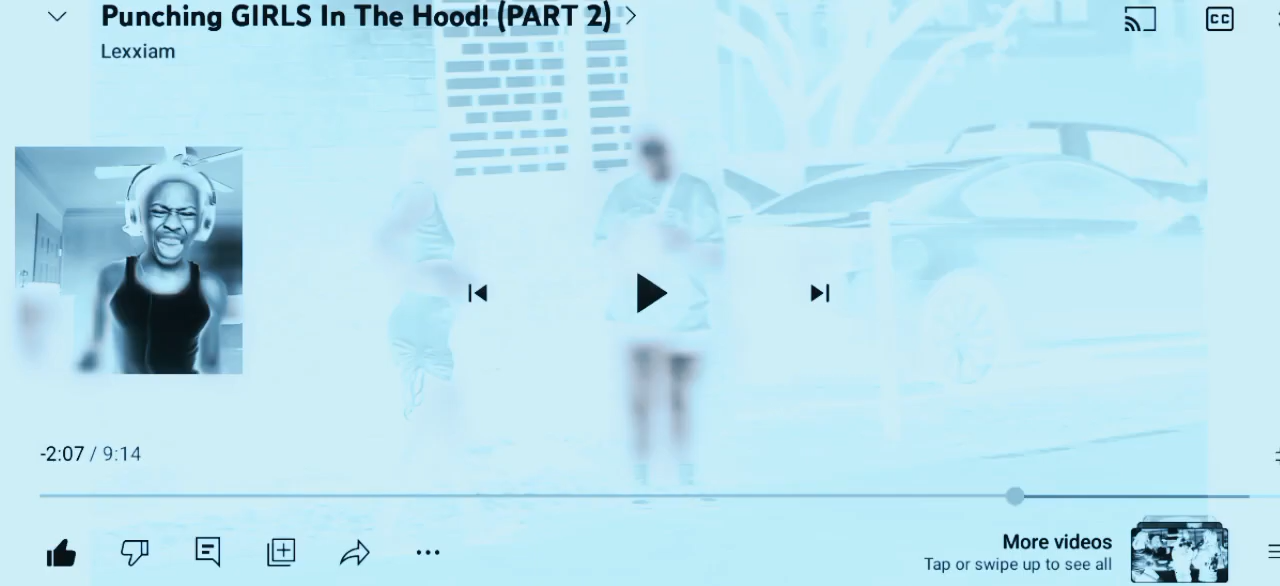 Punching GIRLS In The Hood! (PART 2)
Lexxiam
CC
-2:07 / 9:14
More videos
Tap or swipe up to see all